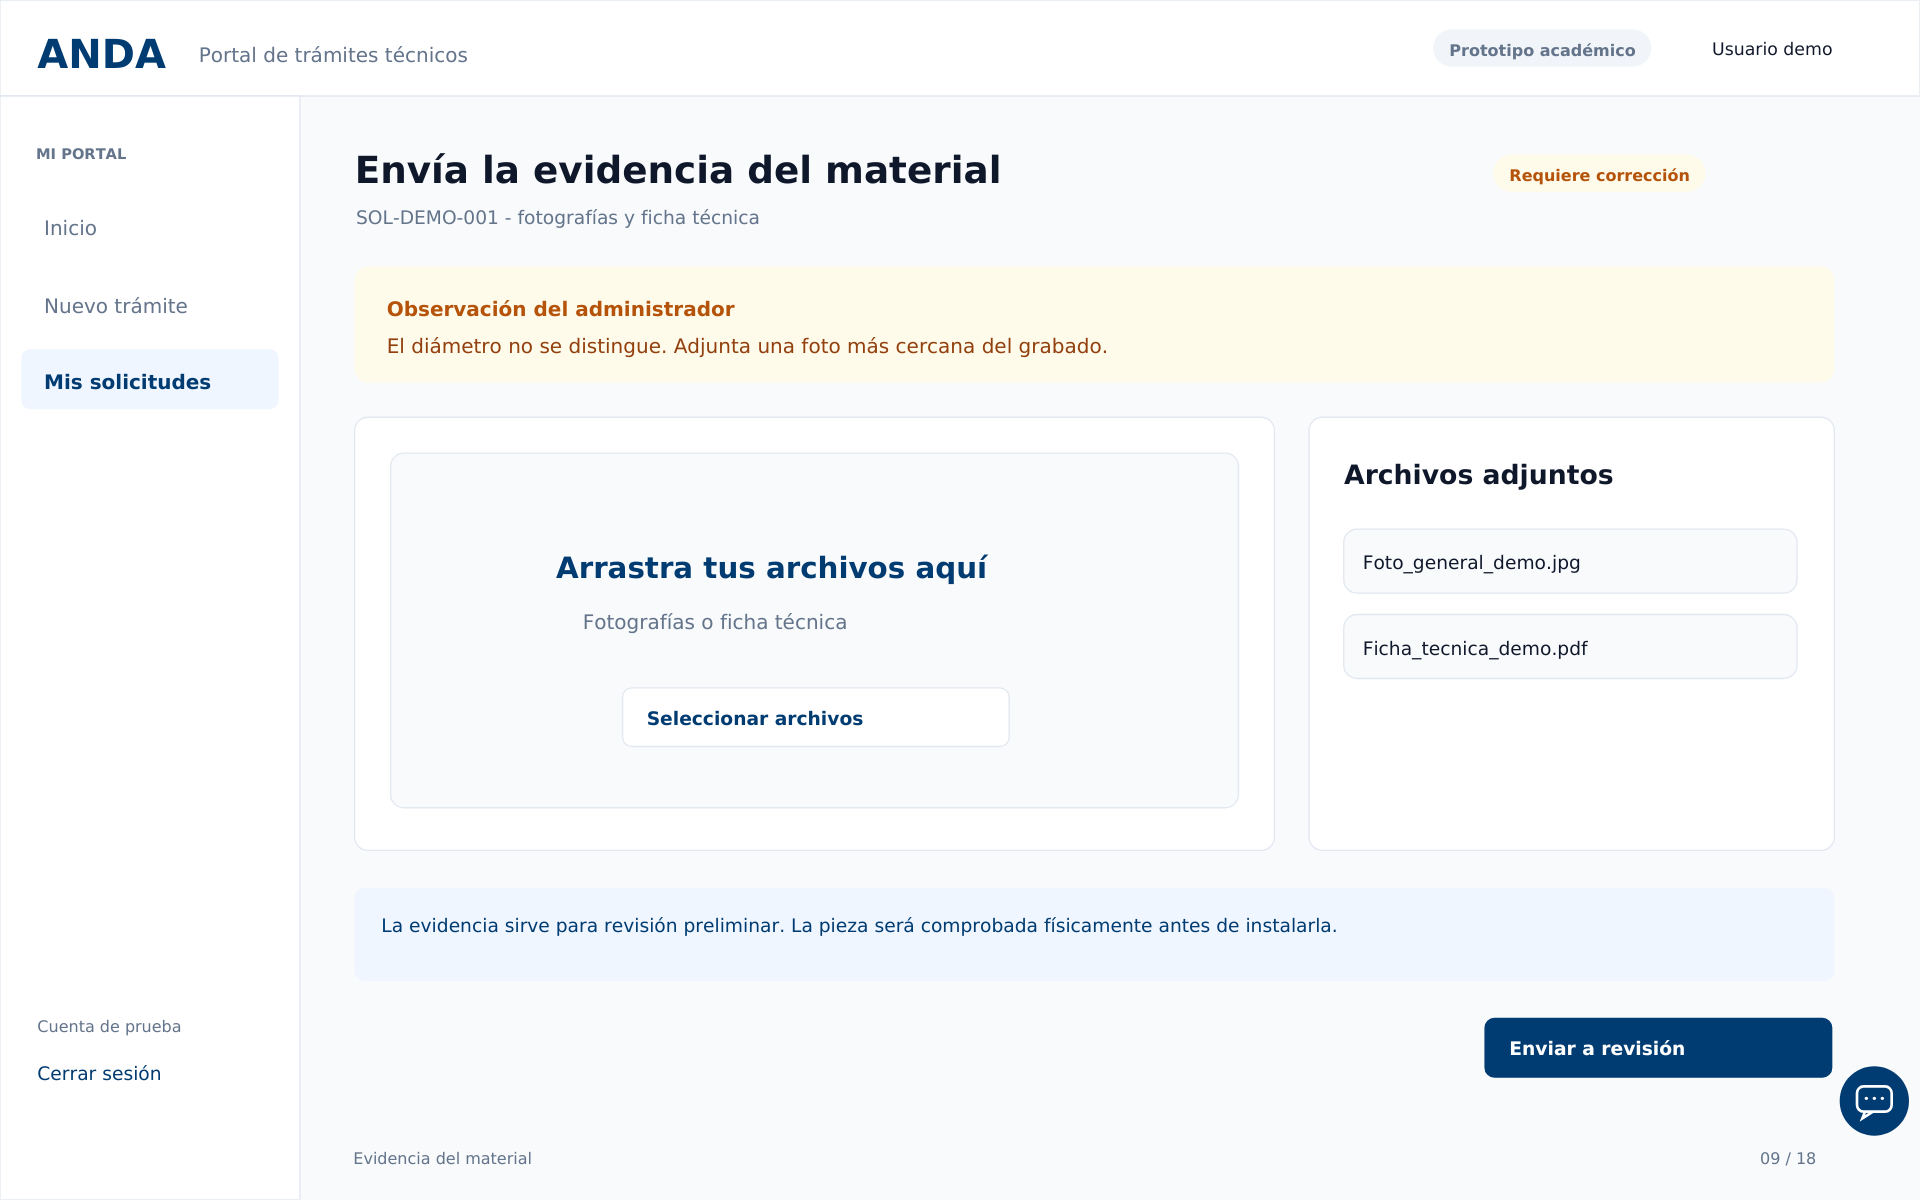 ANDA
Portal de trámites técnicos
Prototipo académico
Usuario demo
MI PORTAL
Inicio
Nuevo trámite
Mis solicitudes
Cuenta de prueba
Cerrar sesión
Envía la evidencia del material
Requiere corrección
SOL-DEMO-001 - fotografías y ficha técnica
Observación del administrador
El diámetro no se distingue. Adjunta una foto más cercana del grabado.
Arrastra tus archivos aquí
Fotografías o ficha técnica
Seleccionar archivos
Archivos adjuntos
Foto_general_demo.jpg
Ficha_tecnica_demo.pdf
La evidencia sirve para revisión preliminar. La pieza será comprobada físicamente antes de instalarla.
Enviar a revisión
Evidencia del material
09 / 18